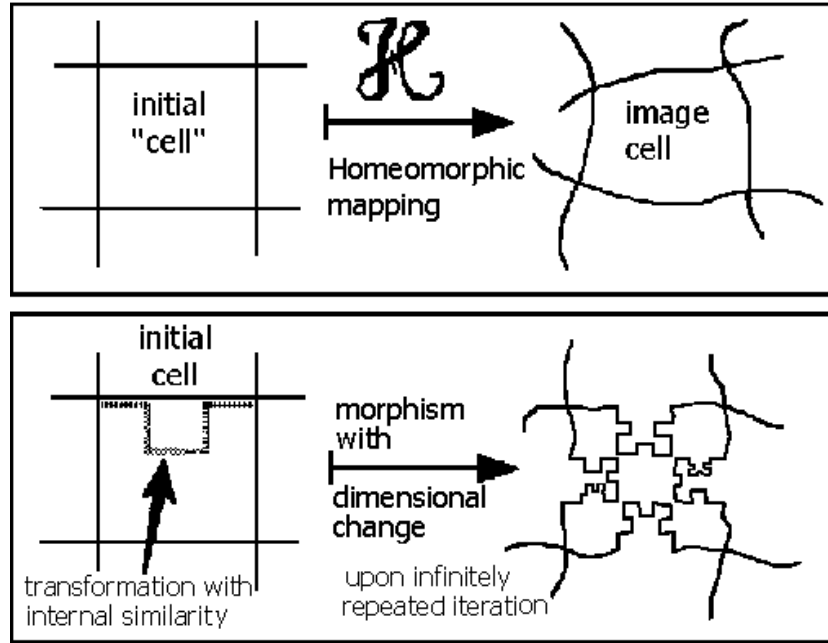 initial
"cell"
H
Homeomorphic
mapping
image
cell
initial
cell
transformation with
internal similarity
morphism
with
dimensional
change
upon infinitely
repeated iteration